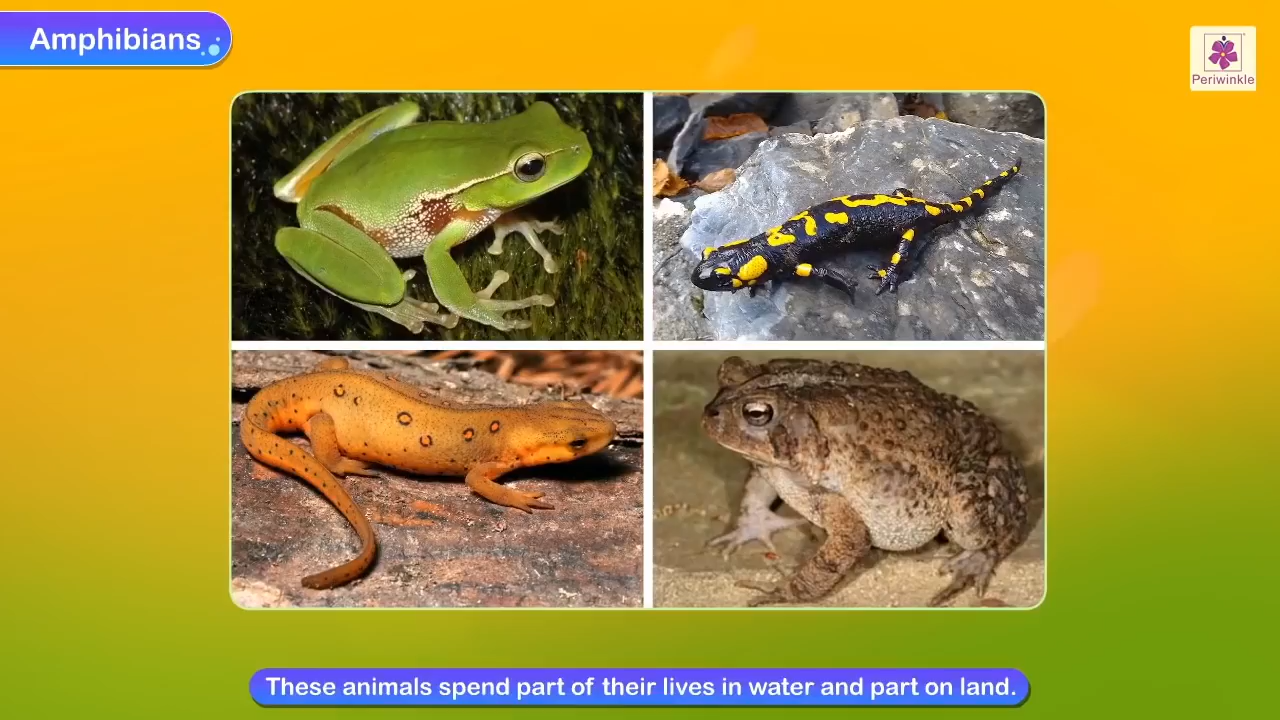 Amphibians
Periwinkle
These animals spend part of their lives in water and part on land.